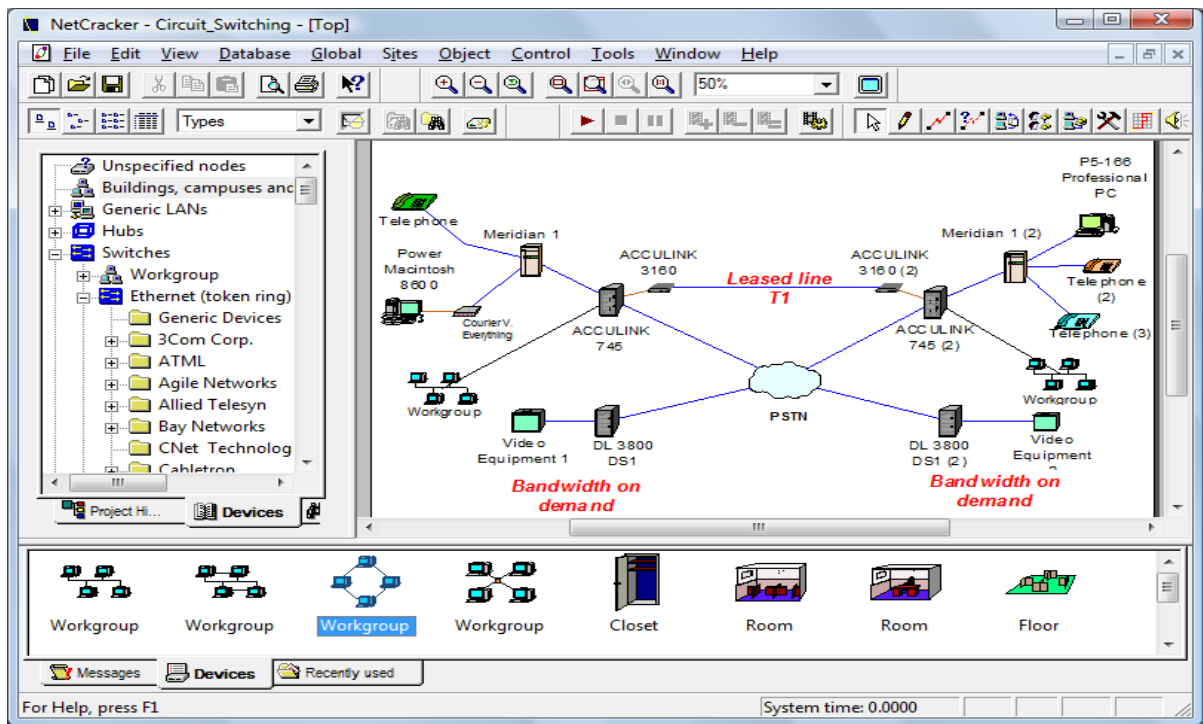 NetCracker - Circuit_Switching - [Top]
File Edit View Database Global Sites Object Control Tools Window Help
50%
Types
Unspecified nodes
Buildings, campuses and
Generic LANs
Hubs
Switches
Workgroup
Ethernet (token ring)
Generic Devices
3Com Corp.
ATML
Agile Networks
Allied Telesyn
Bay Networks
CNet Technolog
Cabletron
Project Hi...
Devices
Telephone
Meridian 1
Power
Macintosh
8600
Courier V.
Everything
ACCULINK
3160
ACCULINK
745
Leased line
T1
ACCULINK
3160 (2)
ACCULINK
745 (2)
Meridian 1 (2)
P5-166
Professional
PC
Telephone
(2)
Telephone (3)
Workgroup
Workgroup
PSTN
Video
Equipment 1
DL 3800
DS1
DL 3800
DS1 (2)
Video
Equipment
Bandwidth on
demand
Bandwidth on
demand
Workgroup
Workgroup
Workgroup
Workgroup
Closet
Room
Room
Floor
Messages
Devices
Recently used
For Help, press F1
System time: 0.0000